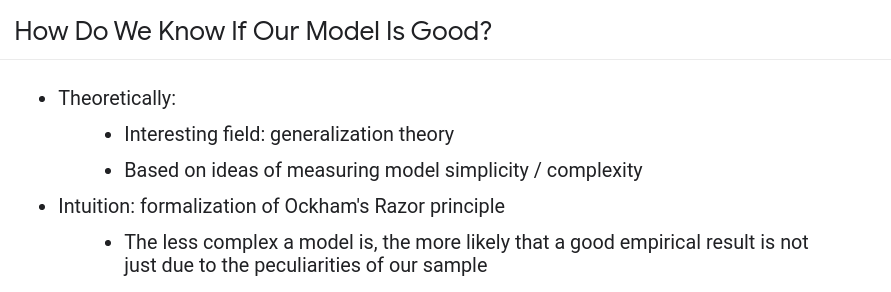 How Do We Know If Our Model Is Good?
• Theoretically:
• Interesting field: generalization theory
• Based on ideas of measuring model simplicity / complexity
• Intuition: formalization of Ockham's Razor principle
• The less complex a model is, the more likely that a good empirical result is not
just due to the peculiarities of our sample